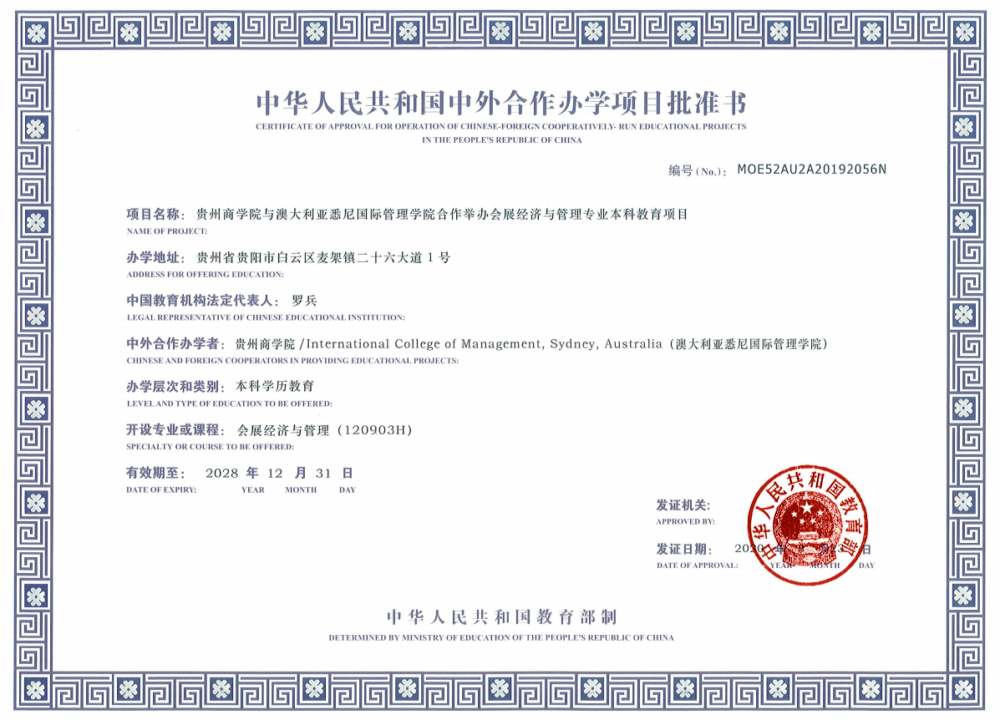 中华人民共和国中外合作办学项目批准书
CERTIFICATE OF APPROVAL FOR OPERATION OF CHINESE-FOREIGN COOPERATIVELY- RUN EDUCATIONAL PROJECTS
IN THE PEOPLE'S REPUBLIC OF CHINA
编号(No.)： MOE52AU2A20192056N
项目名称： 贵州商学院与澳大利亚悉尼国际管理学院合作举办会展经济与管理专业本科教育项目
NAME OF PROJECT:
办学地址： 贵州省贵阳市白云区麦架镇二十六大道 1 号
ADDRESS FOR OFFERING EDUCATION:
中国教育机构法定代表人： 罗兵
LEGAL REPRESENTATIVE OF CHINESE EDUCATIONAL INSTITUTION:
中外合作办学者： 贵州商学院/International College of Management, Sydney, Australia（澳大利亚悉尼国际管理学院）
CHINESE AND FOREIGN COOPERATORS IN PROVIDING EDUCATIONAL PROJECTS:
办学层次和类别： 本科学历教育
LEVEL AND TYPE OF EDUCATION TO BE OFFERED:
开设专业或课程： 会展经济与管理（120903H）
SPECIALTY OR COURSE TO BE OFFERED:
有效期至： 2028 年 12 月 31 日
DATE OF EXPIRY: YEAR MONTH DAY
发证机关:
APPROVED BY:
中华人民共和国教育部
发证日期： 2020 年 9 月 23 日
DATE OF APPROVAL: YEAR MONTH DAY
中华人民共和国教育部制
DETERMINED BY MINISTRY OF EDUCATION OF THE PEOPLE'S REPUBLIC OF CHINA